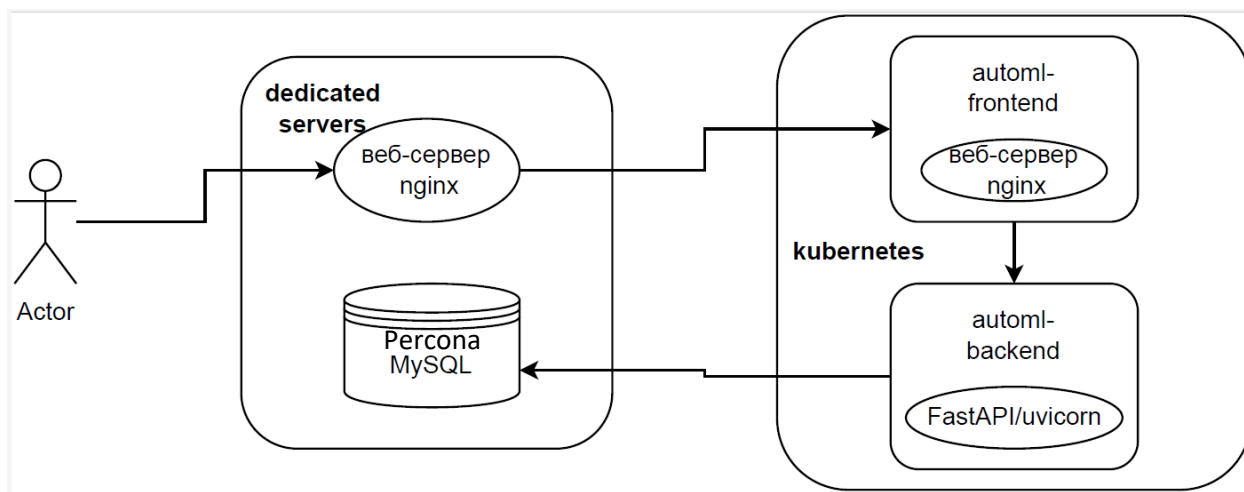 Actor
dedicated
servers
веб-сервер
nginx
Percona
MySQL
kubernetes
automl-
frontend
веб-сервер
nginx
automl-
backend
FastAPI/uvicorn